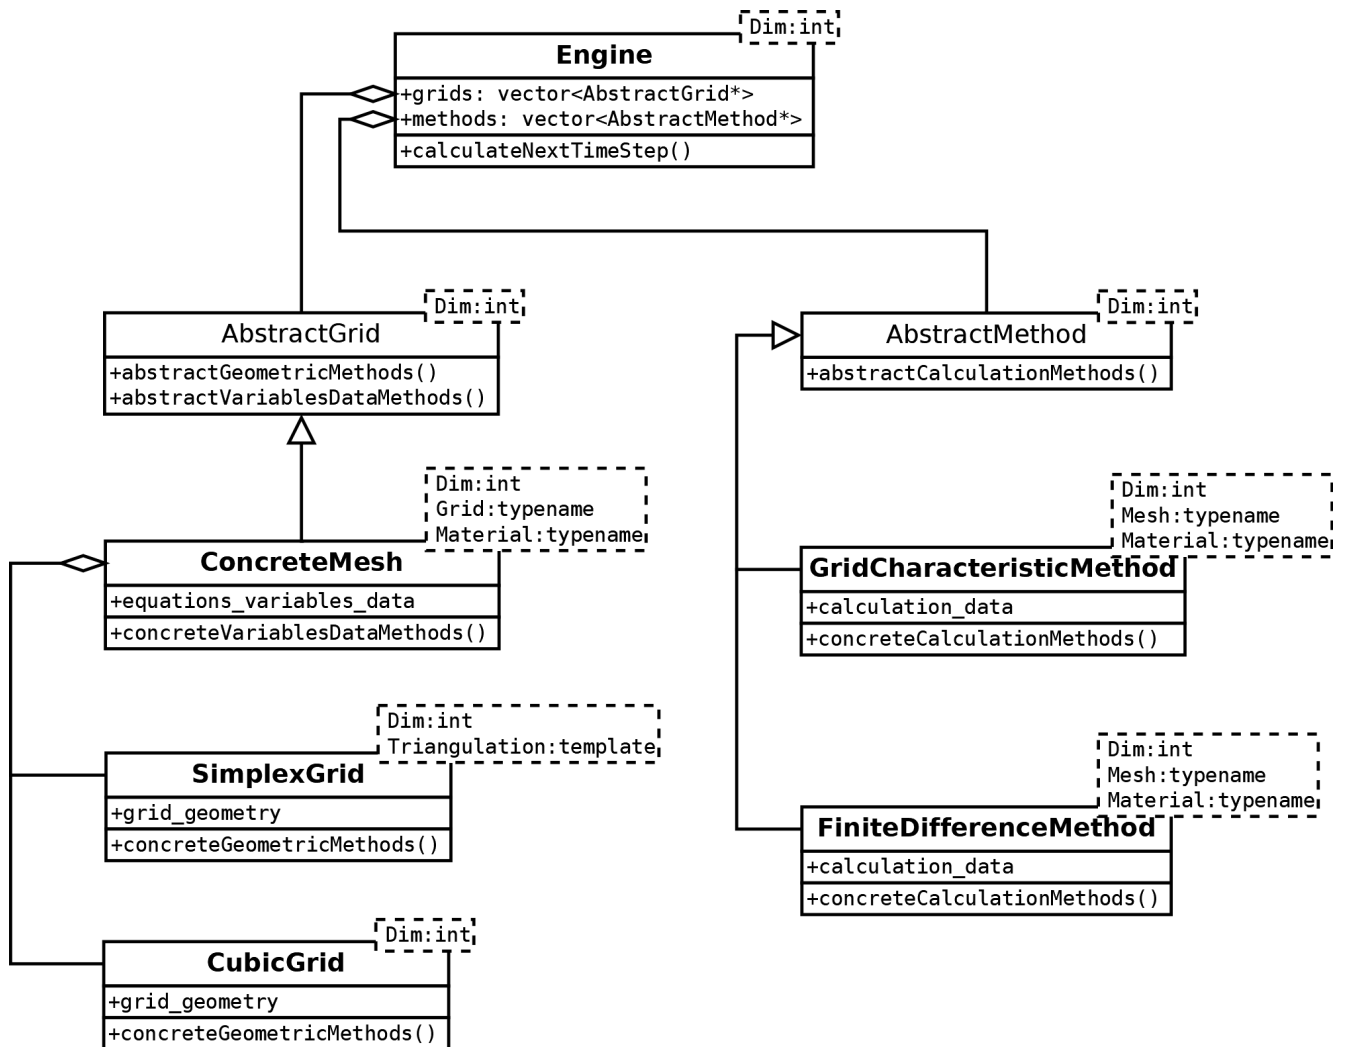 Dim:int
Engine
+grids: vector<AbstractGrid*>
+methods: vector<AbstractMethod*>
+calculateNextTimeStep()
Dim:int
AbstractGrid
+abstractGeometricMethods()
+abstractVariablesDataMethods()
Dim:int
AbstractMethod
+abstractCalculationMethods()
Dim:int
Grid:typename
Material:typename
ConcreteMesh
+equations_variables_data
+concreteVariablesDataMethods()
Dim:int
Mesh:typename
Material:typename
GridCharacteristicMethod
+calculation_data
+concreteCalculationMethods()
Dim:int
Triangulation:template
SimplexGrid
+grid_geometry
+concreteGeometricMethods()
Dim:int
Mesh:typename
Material:typename
FiniteDifferenceMethod
+calculation_data
+concreteCalculationMethods()
Dim:int
CubicGrid
+grid_geometry
+concreteGeometricMethods()